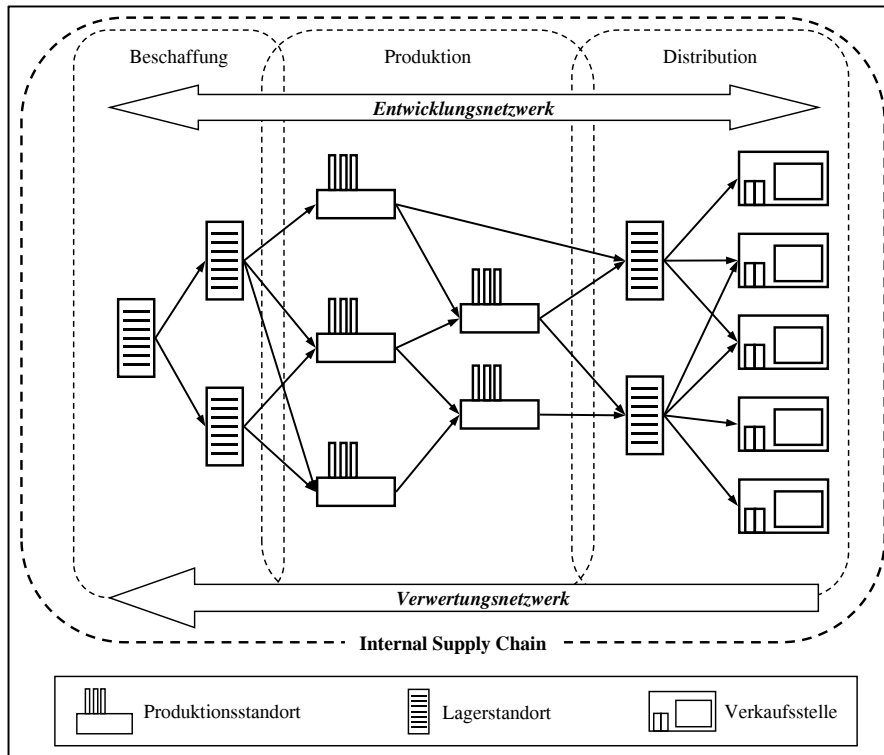 Beschaffung
Produktion
Distribution
Entwicklungsnetzwerk
Verwertungsnetzwerk
Internal Supply Chain
Produktionsstandort
Lagerstandort
Verkaufsstelle